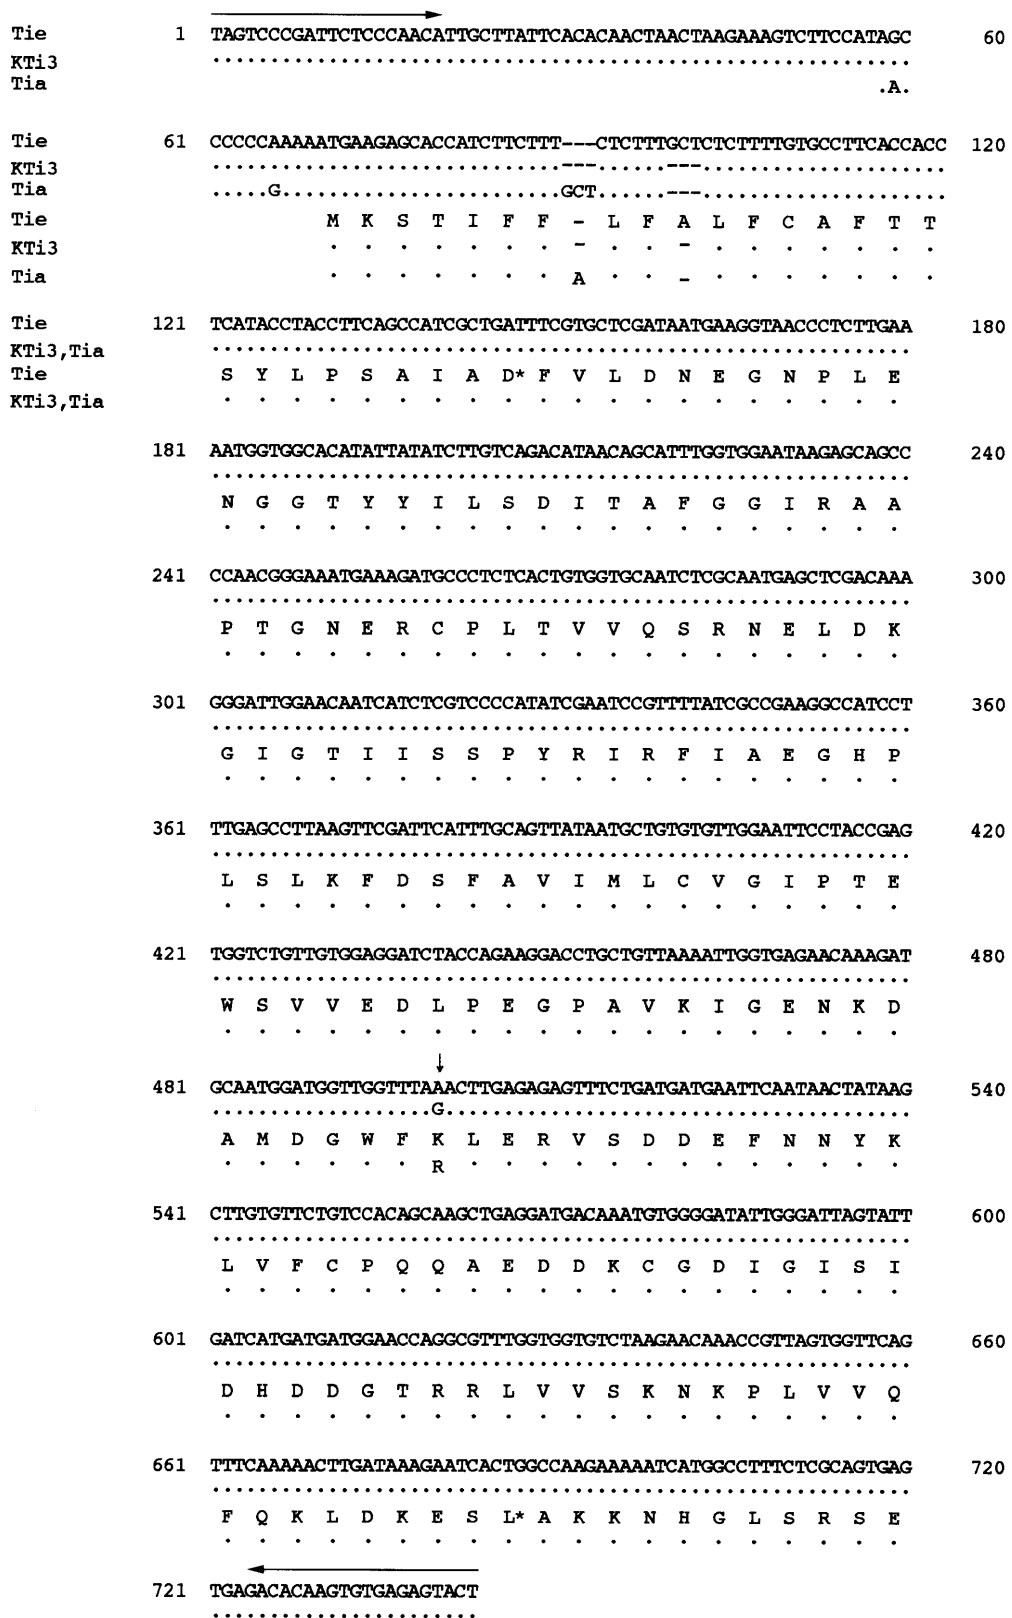 Tie 1 TAGTCCCGATTCTCCCAACATTGCTTATTCACACAACTAACTAAGAAAGTCTTCCATAGC 60
KTi3 ............................................................
Tia .A.
Tie 61 CCCCCAAAAATGAAGAGCACCATCTTCTTT---CTCTTTGCTCTCTTTTGTGCCTTCACCACC 120
KTi3 ..............................---......---.....................
Tia .....G........................GCT......---.....................
Tie M K S T I F F - L F A L F C A F T T
KTi3 . . . . . . . - . . - . . . . . . .
Tia . . . . . . . A . . - . . . . . . .
Tie 121 TCATACCTACCTTCAGCCATCGCTGATTTCGTGCTCGATAATGAAGGTAACCCTCTTGAA 180
KTi3,Tia ............................................................
Tie S Y L P S A I A D* F V L D N E G N P L E
KTi3,Tia . . . . . . . . . . . . . . . . . . . .
181 AATGGTGGCACATATTATATCTTGTCAGACATAACAGCATTTGGTGGAATAAGAGCAGCC 240
............................................................
N G G T Y Y I L S D I T A F G G I R A A
. . . . . . . . . . . . . . . . . . . .
241 CCAACGGGAAATGAAAGATGCCCTCTCACTGTGGTGCAATCTCGCAATGAGCTCGACAAA 300
............................................................
P T G N E R C P L T V V Q S R N E L D K
. . . . . . . . . . . . . . . . . . . .
301 GGGATTGGAACAATCATCTCGTCCCCATATCGAATCCGTTTTATCGCCGAAGGCCATCCT 360
............................................................
G I G T I I S S P Y R I R F I A E G H P
. . . . . . . . . . . . . . . . . . . .
361 TTGAGCCTTAAGTTCGATTCATTTGCAGTTATAATGCTGTGTGTTGGAATTCCTACCGAG 420
............................................................
L S L K F D S F A V I M L C V G I P T E
. . . . . . . . . . . . . . . . . . . .
421 TGGTCTGTTGTGGAGGATCTACCAGAAGGACCTGCTGTTAAAATTGGTGAGAACAAAGAT 480
............................................................
W S V V E D L P E G P A V K I G E N K D
. . . . . . . . . . . . . . . . . . . .
↓
481 GCAATGGATGGTTGGTTTAAACTTGAGAGAGTTTCTGATGATGAATTCAATAACTATAAG 540
...................G........................................
A M D G W F K L E R V S D D E F N N Y K
. . . . . . R . . . . . . . . . . . . .
541 CTTGTGTTCTGTCCACAGCAAGCTGAGGATGACAAATGTGGGGATATTGGGATTAGTATT 600
............................................................
L V F C P Q Q A E D D K C G D I G I S I
. . . . . . . . . . . . . . . . . . . .
601 GATCATGATGATGGAACCAGGCGTTTGGTGGTGTCTAAGAACAAACCGTTAGTGGTTCAG 660
............................................................
D H D D G T R R L V V S K N K P L V V Q
. . . . . . . . . . . . . . . . . . . .
661 TTTCAAAAACTTGATAAAGAATCACTGGCCAAGAAAAATCATGGCCTTTCTCGCAGTGAG 720
............................................................
F Q K L D K E S L* A K K N H G L S R S E
. . . . . . . . . . . . . . . . . . . .
721 TGAGACACAAGTGTGAGAGTACT
.......................